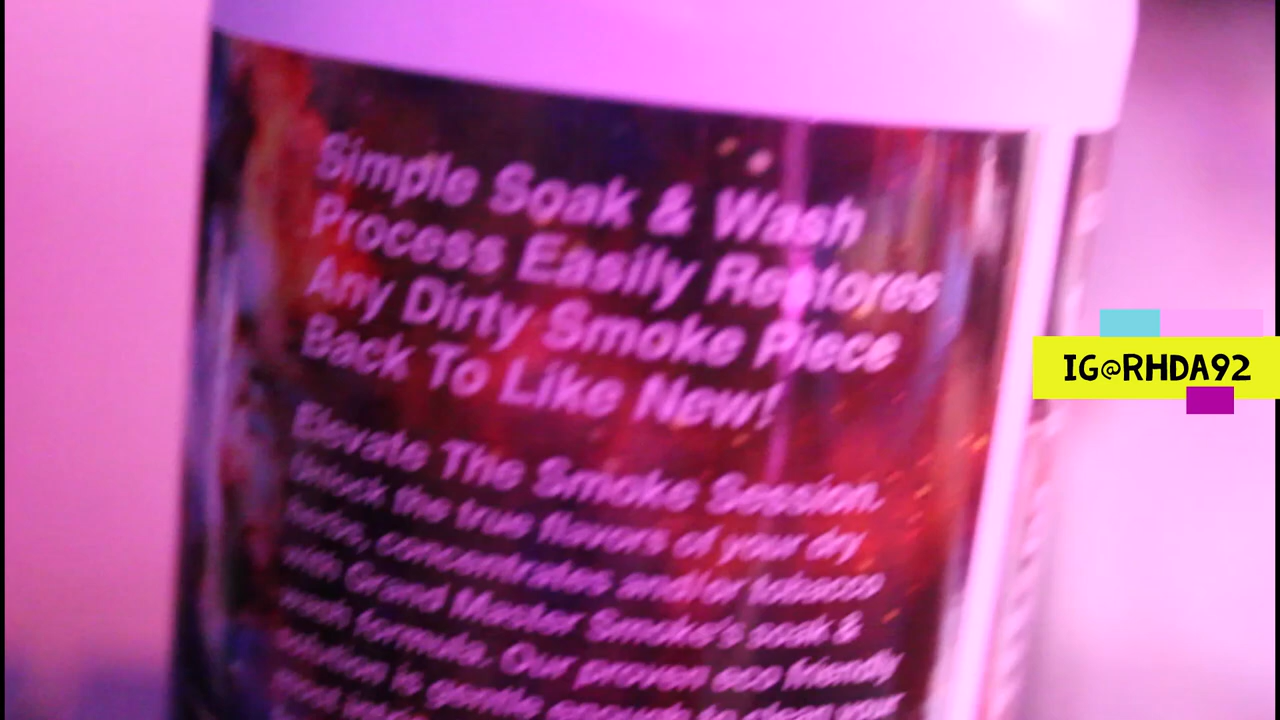 Simple Soak & Wash
Process Easily Restores
Any Dirty Smoke Piece
Back To Like New!
Elevate The Smoke Session.
Unlock the true flavors of your dry
herbs, concentrates and/or tobacco
with Grand Master Smoke's soak &
wash formula. Our proven eco friendly
solution is gentle enough to clean your
IG@RHDA92